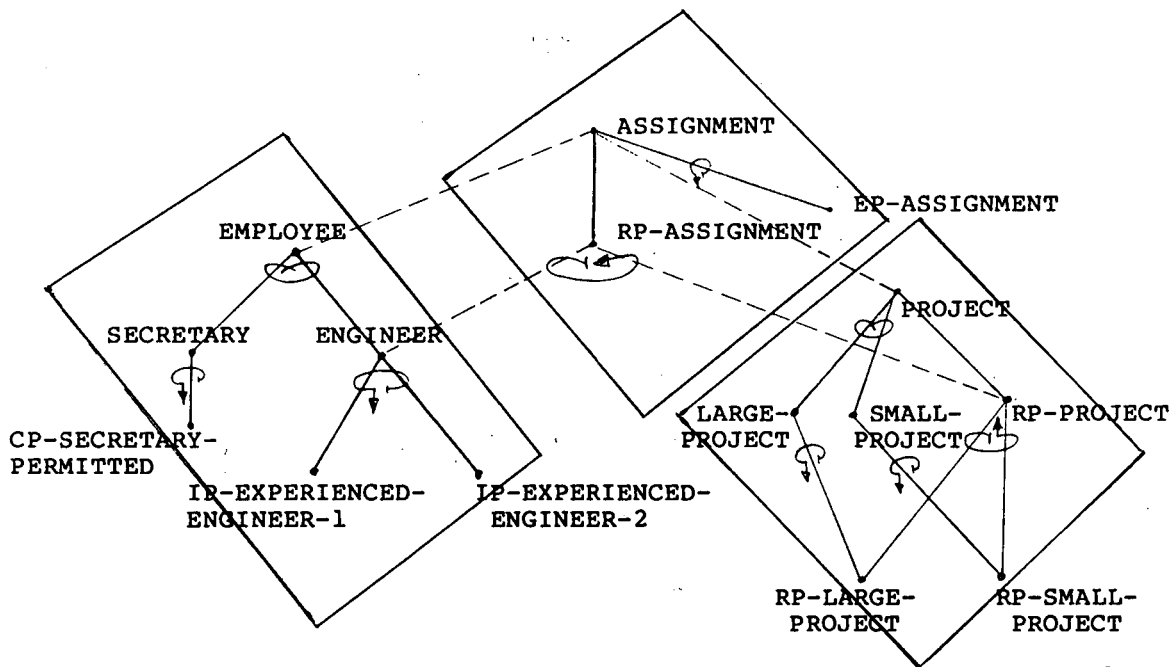 ASSIGNMENT
EP-ASSIGNMENT
EMPLOYEE
RP-ASSIGNMENT
PROJECT
SECRETARY
ENGINEER
LARGE-
PROJECT
SMALL-
PROJECT
RP-PROJECT
CP-SECRETARY-
PERMITTED
IP-EXPERIENCED-
ENGINEER-1
IP-EXPERIENCED-
ENGINEER-2
RP-LARGE-
PROJECT
RP-SMALL-
PROJECT